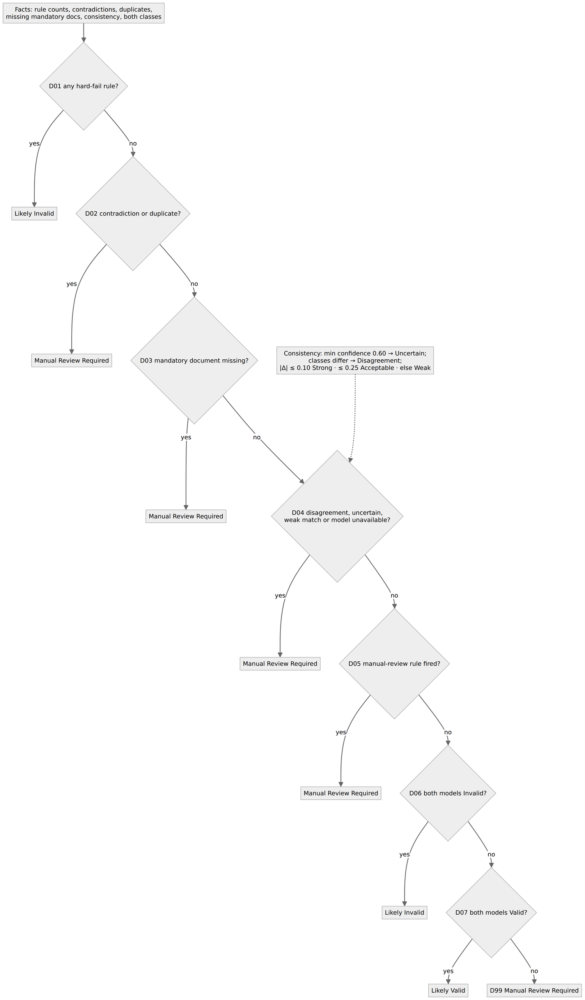 Facts: rule counts, contradictions, duplicates,
missing mandatory docs, consistency, both classes
D01 any hard-fail rule?
yes
no
Likely Invalid
D02 contradiction or duplicate?
yes
no
Manual Review Required
D03 mandatory document missing?
Consistency: min confidence 0.60 → Uncertain;
classes differ → Disagreement;
|Δ| ≤ 0.10 Strong · ≤ 0.25 Acceptable · else Weak
yes
no
Manual Review Required
D04 disagreement, uncertain,
weak match or model unavailable?
yes
no
Manual Review Required
D05 manual-review rule fired?
yes
no
Manual Review Required
D06 both models Invalid?
yes
no
Likely Invalid
D07 both models Valid?
yes
no
Likely Valid
D99 Manual Review Required